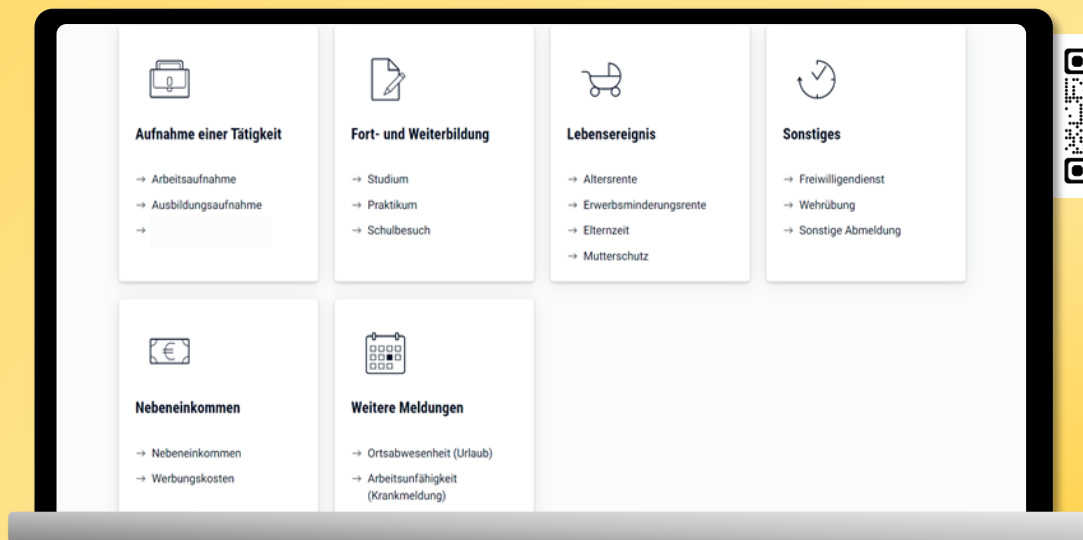 Aufnahme einer Tätigkeit
→ Arbeitsaufnahme
→ Ausbildungsaufnahme
→
Fort- und Weiterbildung
→ Studium
→ Praktikum
→ Schulbesuch
Lebensereignis
→ Altersrente
→ Erwerbsminderungsrente
→ Elternzeit
→ Mutterschutz
Sonstiges
→ Freiwilligendienst
→ Wehrübung
→ Sonstige Abmeldung
Nebeneinkommen
→ Nebeneinkommen
→ Werbungskosten
Weitere Meldungen
→ Ortsabwesenheit (Urlaub)
→ Arbeitsunfähigkeit
(Krankmeldung)